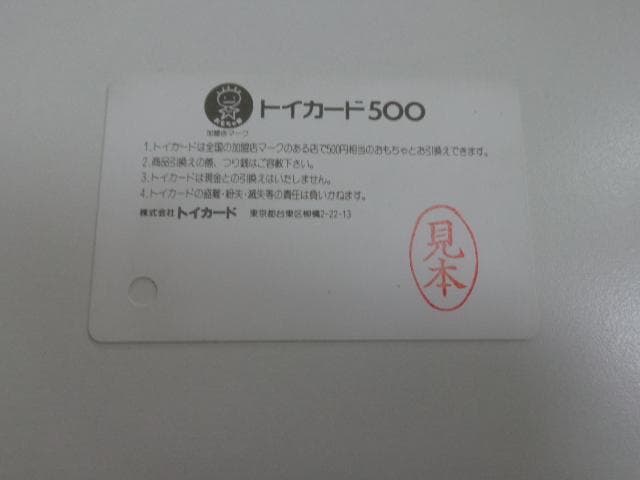 トイカード500
加盟店マーク
1.トイカードは全国の加盟店マークのある店で500円相当のおもちゃとお引換えできます。
2.商品引換えの際、つり銭はご容赦下さい。
3.トイカードは現金との引換えはいたしません。
4.トイカードの盗難・紛失・滅失等の責任は負いかねます。
株式会社トイカード 東京都台東区柳橋2-22-13
見本